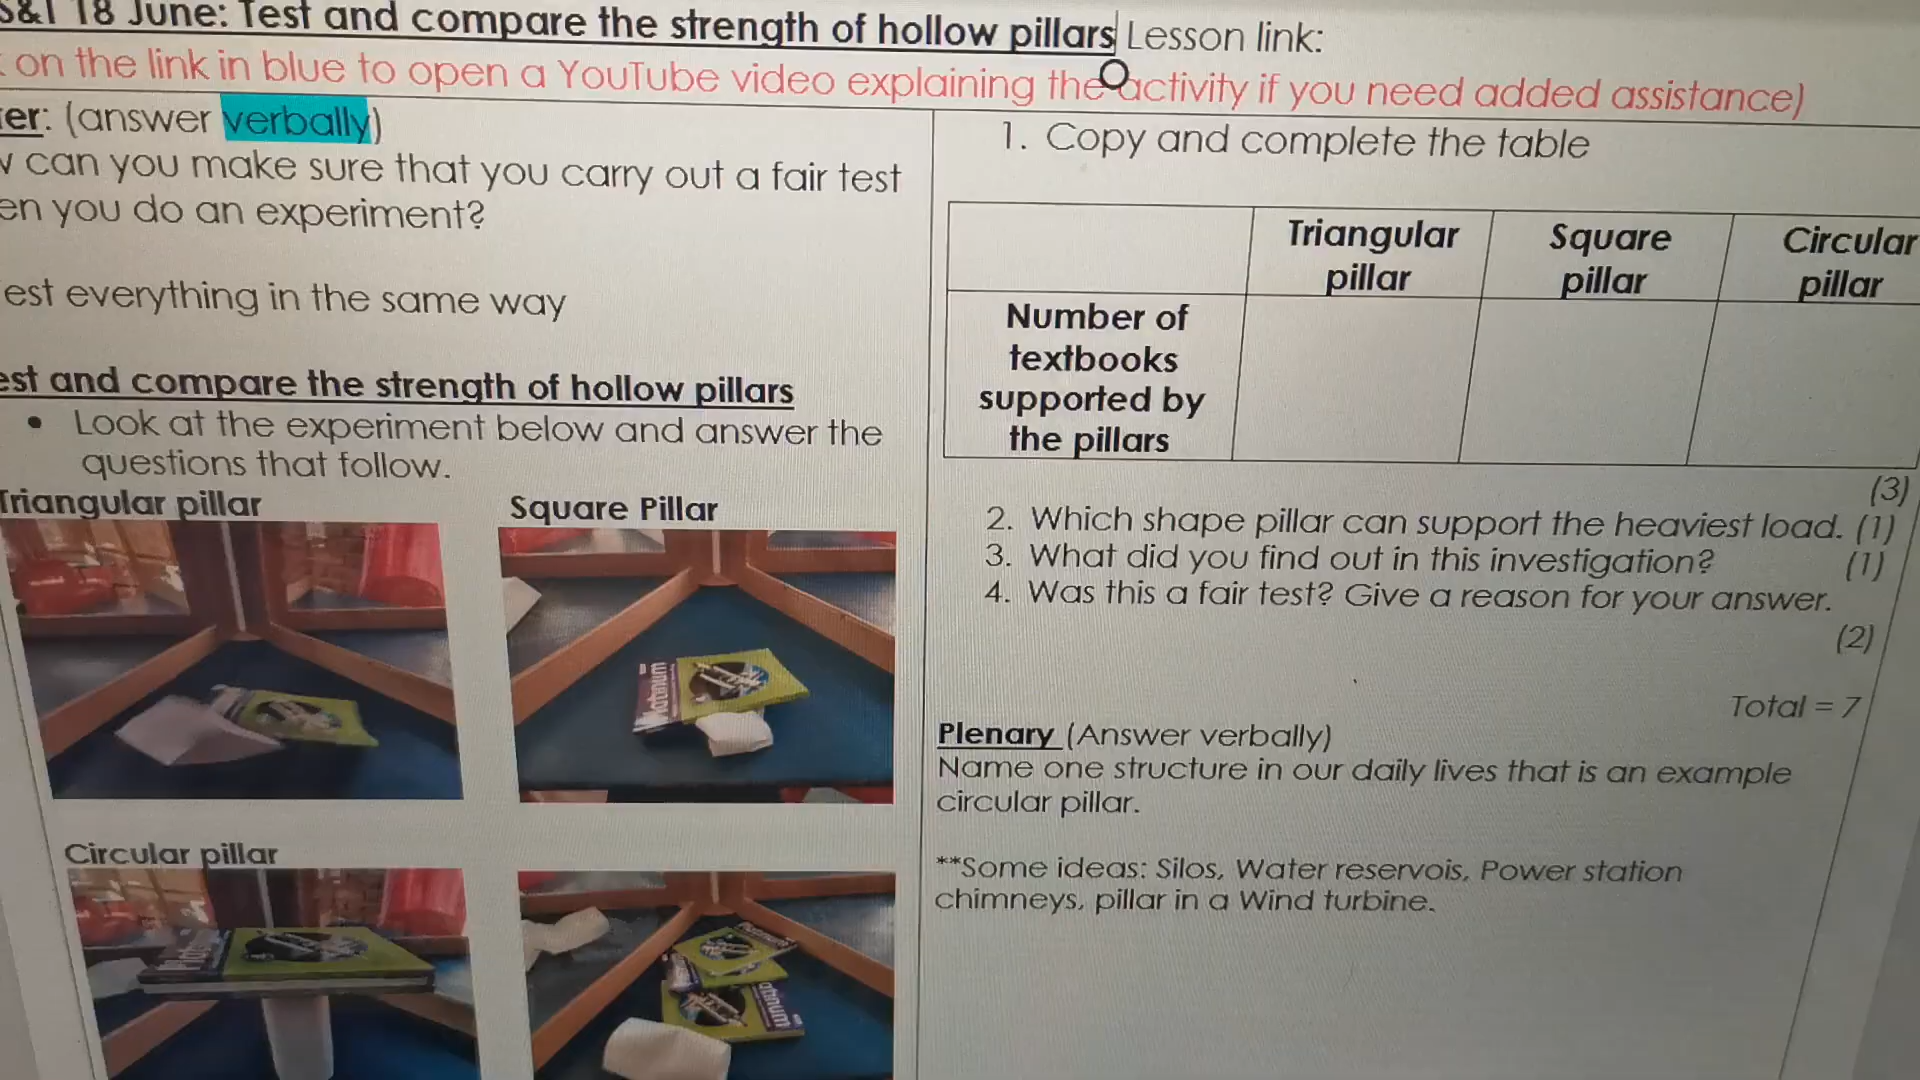 S&T 18 June: Test and compare the strength of hollow pillars Lesson link:
on the link in blue to open a YouTube video explaining the activity if you need added assistance)
er: (answer verbally)
w can you make sure that you carry out a fair test
en you do an experiment?
est everything in the same way
est and compare the strength of hollow pillars
• Look at the experiment below and answer the
questions that follow.
Triangular pillar
Square Pillar
Platinum
Circular pillar
Platinum
Platinum
atinum
1. Copy and complete the table
Triangular pillar Square pillar Circular pillar
Number of
textbooks
supported by
the pillars
(3)
2. Which shape pillar can support the heaviest load. (1)
3. What did you find out in this investigation? (1)
4. Was this a fair test? Give a reason for your answer.
(2)
Total = 7
Plenary (Answer verbally)
Name one structure in our daily lives that is an example
circular pillar.
**Some ideas: Silos, Water reservois, Power station
chimneys, pillar in a Wind turbine.